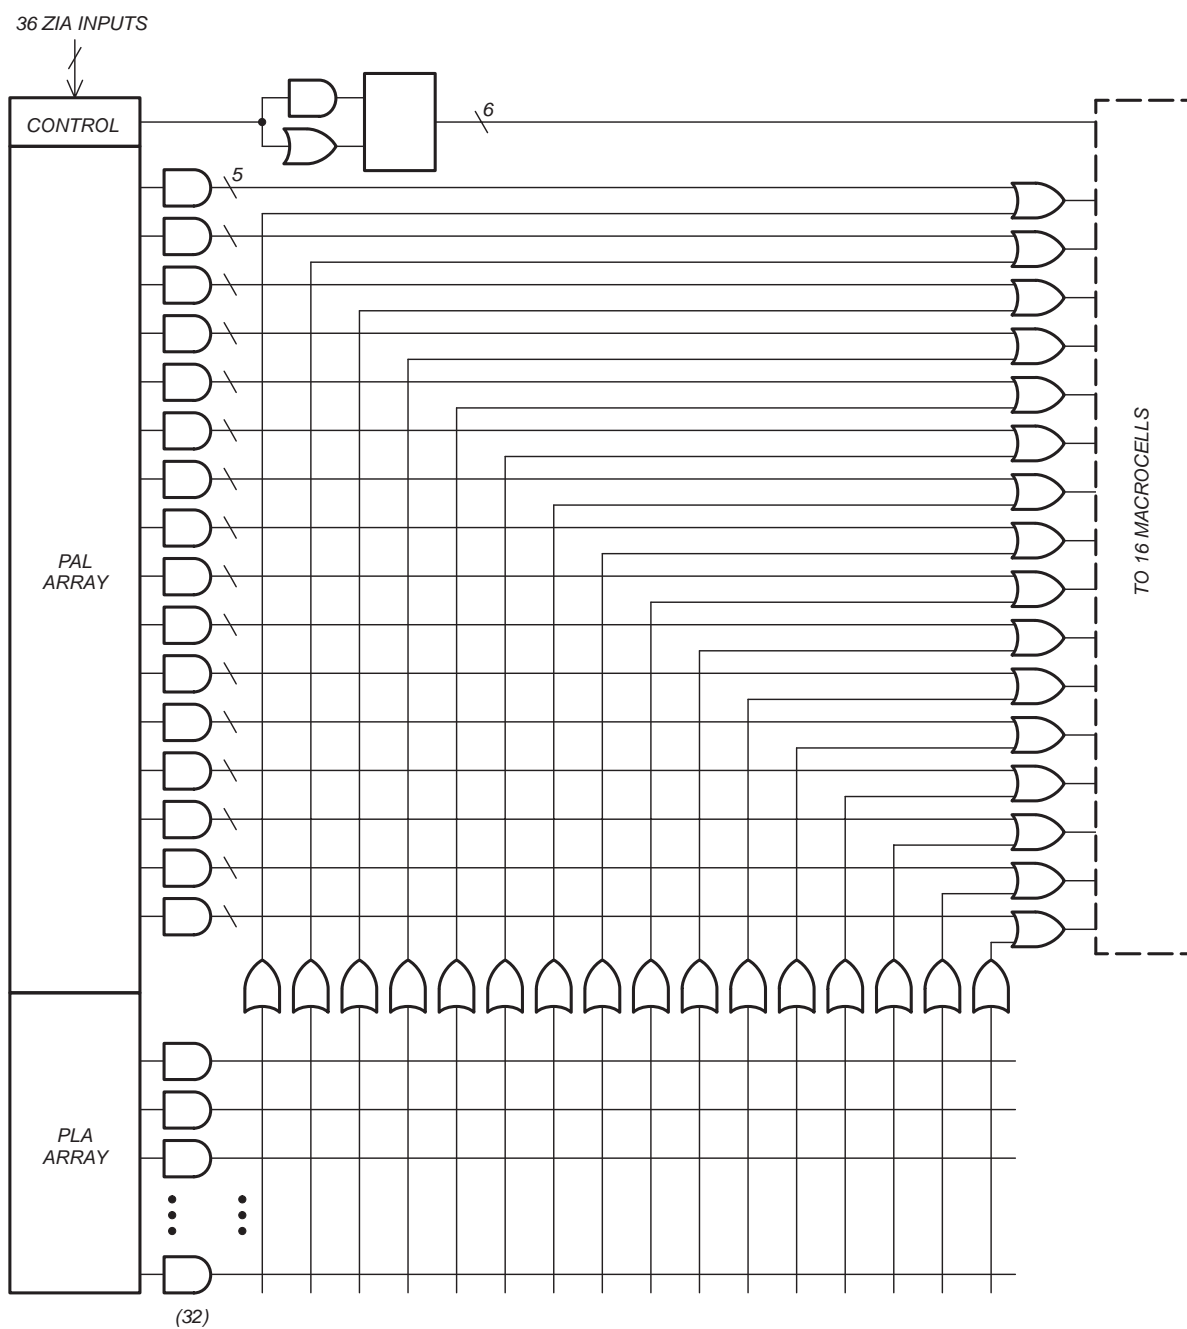 36 ZIA INPUTS
CONTROL
6
5
PAL
ARRAY
TO 16 MACROCELLS
PLA
ARRAY
(32)